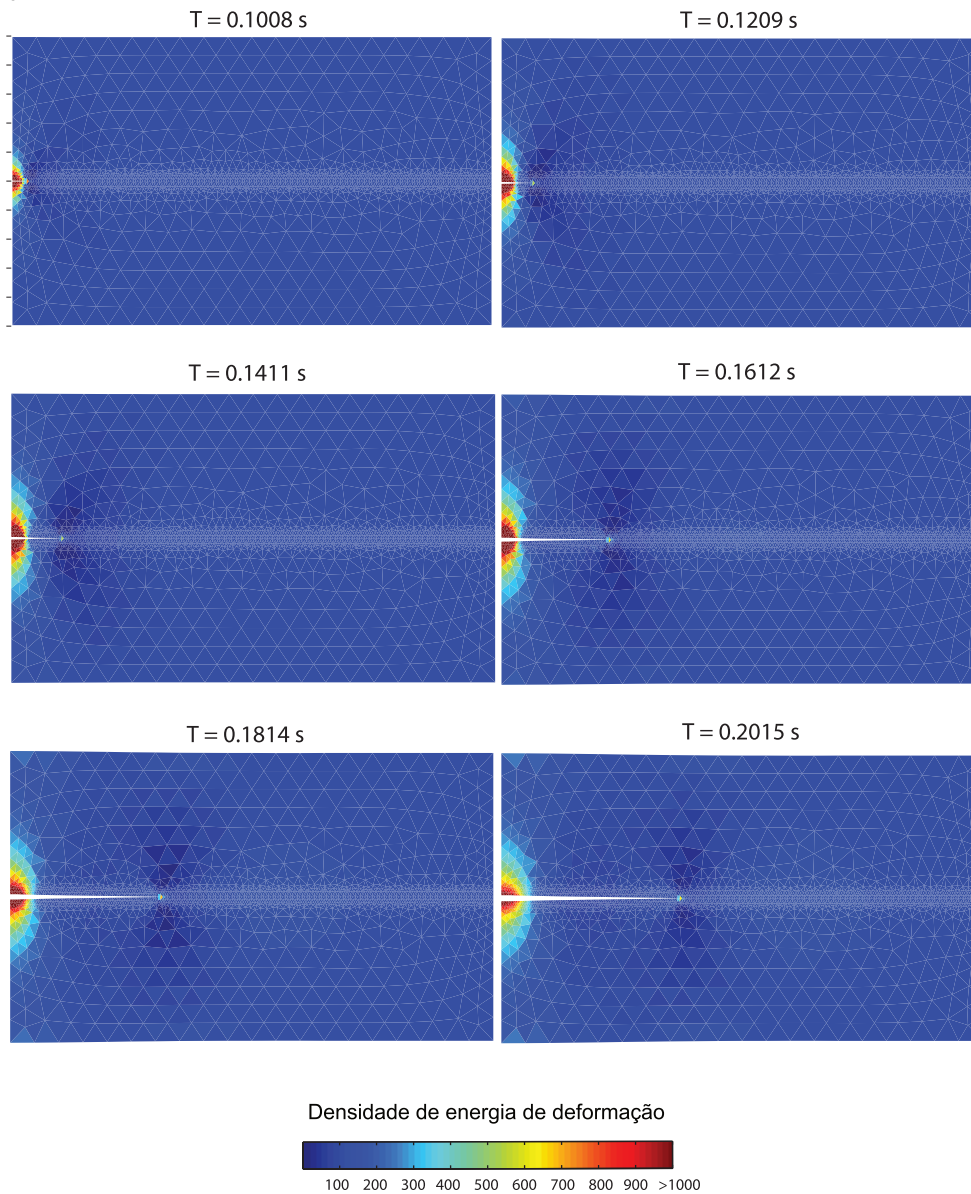 T = 0.1008 s
T = 0.1209 s
T = 0.1411 s
T = 0.1612 s
T = 0.1814 s
T = 0.2015 s
Densidade de energia de deformação
100 200 300 400 500 600 700 800 900 >1000